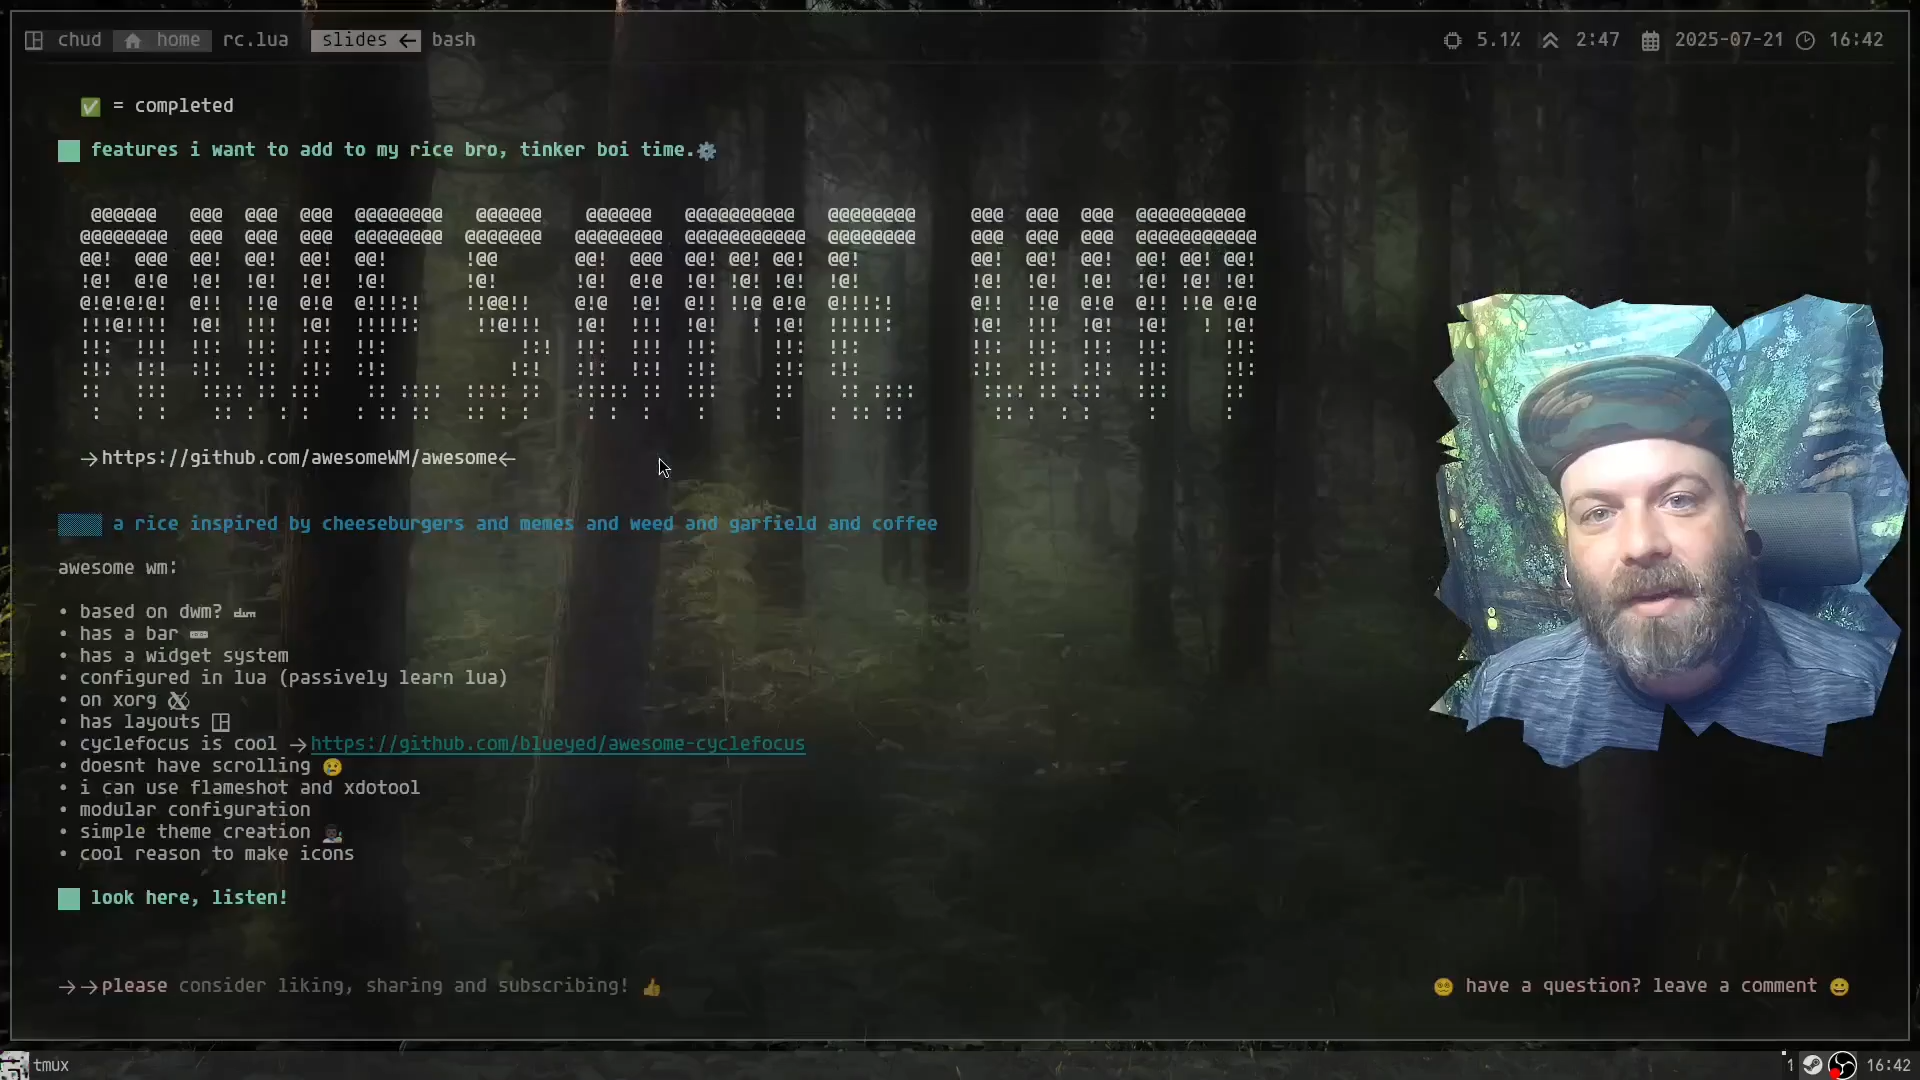 chud home rc.lua slides ← bash 5.1% 2:47 2025-07-21 16:42
✅ = completed
features i want to add to my rice bro, tinker boi time.⚙️
AWESOME WM
→https://github.com/awesomeWM/awesome←
a rice inspired by cheeseburgers and memes and weed and garfield and coffee
awesome wm:
• based on dwm? dwm
• has a bar
• has a widget system
• configured in lua (passively learn lua)
• on xorg
• has layouts
• cyclefocus is cool →https://github.com/blueyed/awesome-cyclefocus
• doesnt have scrolling 😢
• i can use flameshot and xdotool
• modular configuration
• simple theme creation
• cool reason to make icons
look here, listen!
→→please consider liking, sharing and subscribing! 👍
have a question? leave a comment 😀
tmux 1 16:42